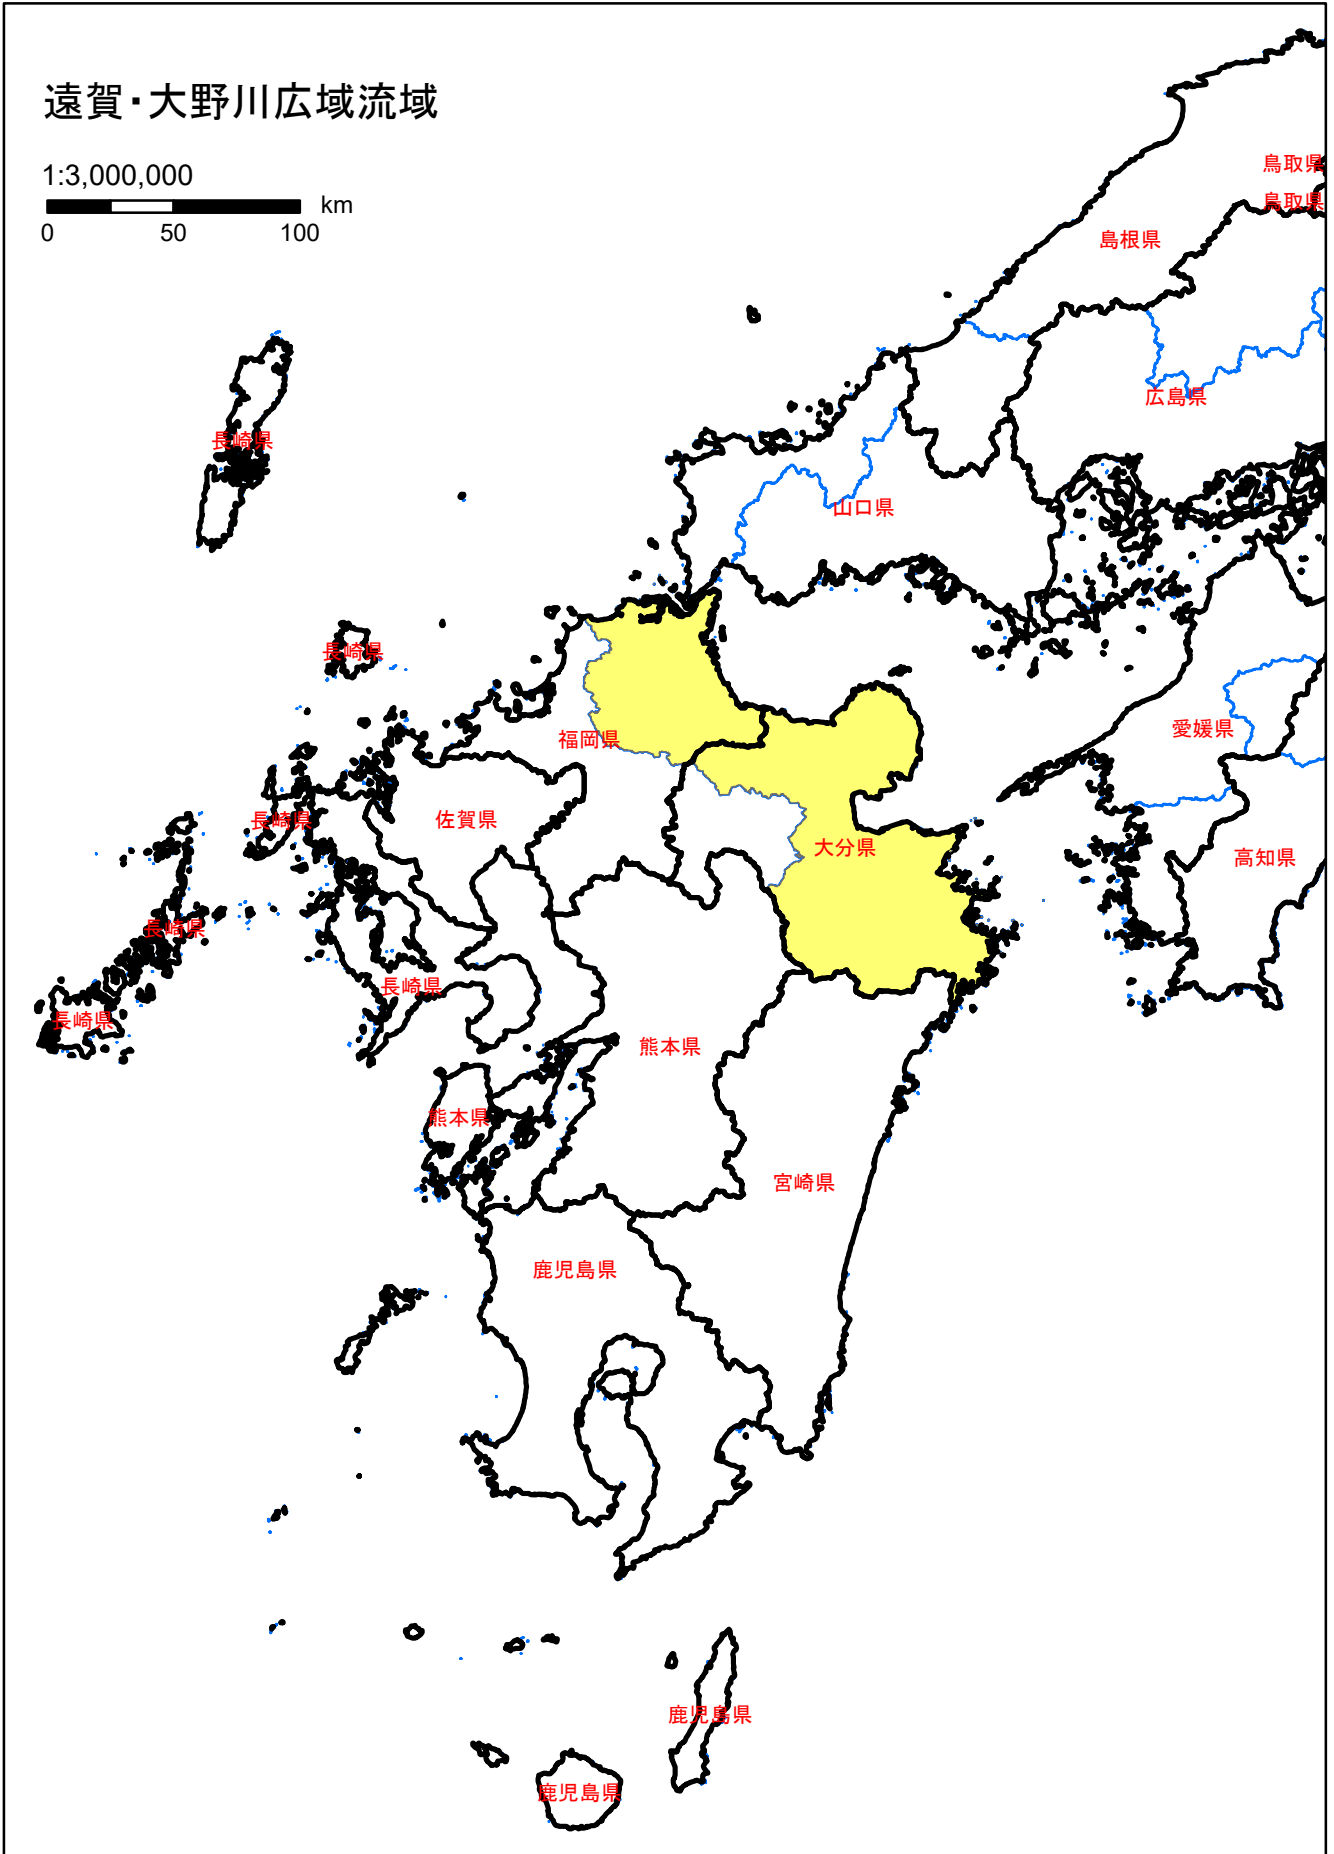 遠賀・大野川広域流域
1:3,000,000
km
0 50 100
鳥取県
鳥取県
島根県
広島県
長崎県
山口県
長崎県
愛媛県
福岡県
長崎県
佐賀県
大分県
高知県
長崎県
長崎県
長崎県
熊本県
熊本県
宮崎県
鹿児島県
鹿児島県
鹿児島県